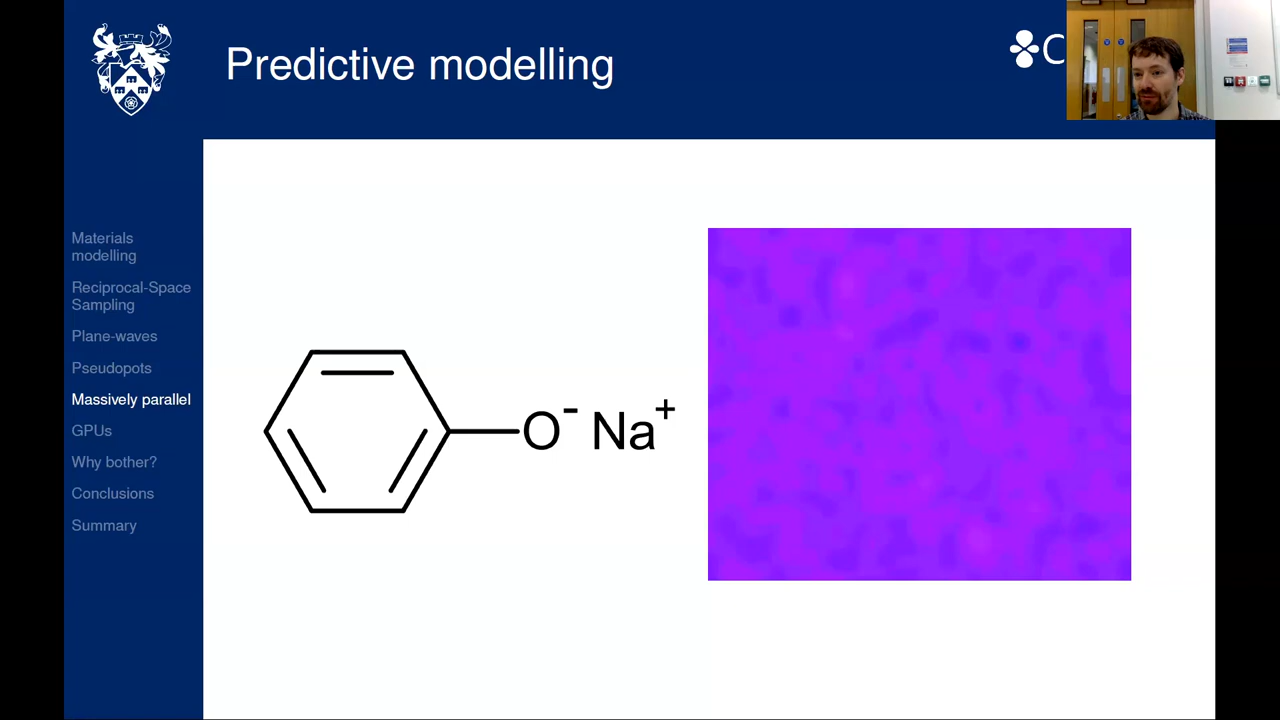 Predictive modelling
C
Materials
modelling
Reciprocal-Space
Sampling
Plane-waves
Pseudopots
Massively parallel
GPUs
Why bother?
Conclusions
Summary
O⁻ Na⁺